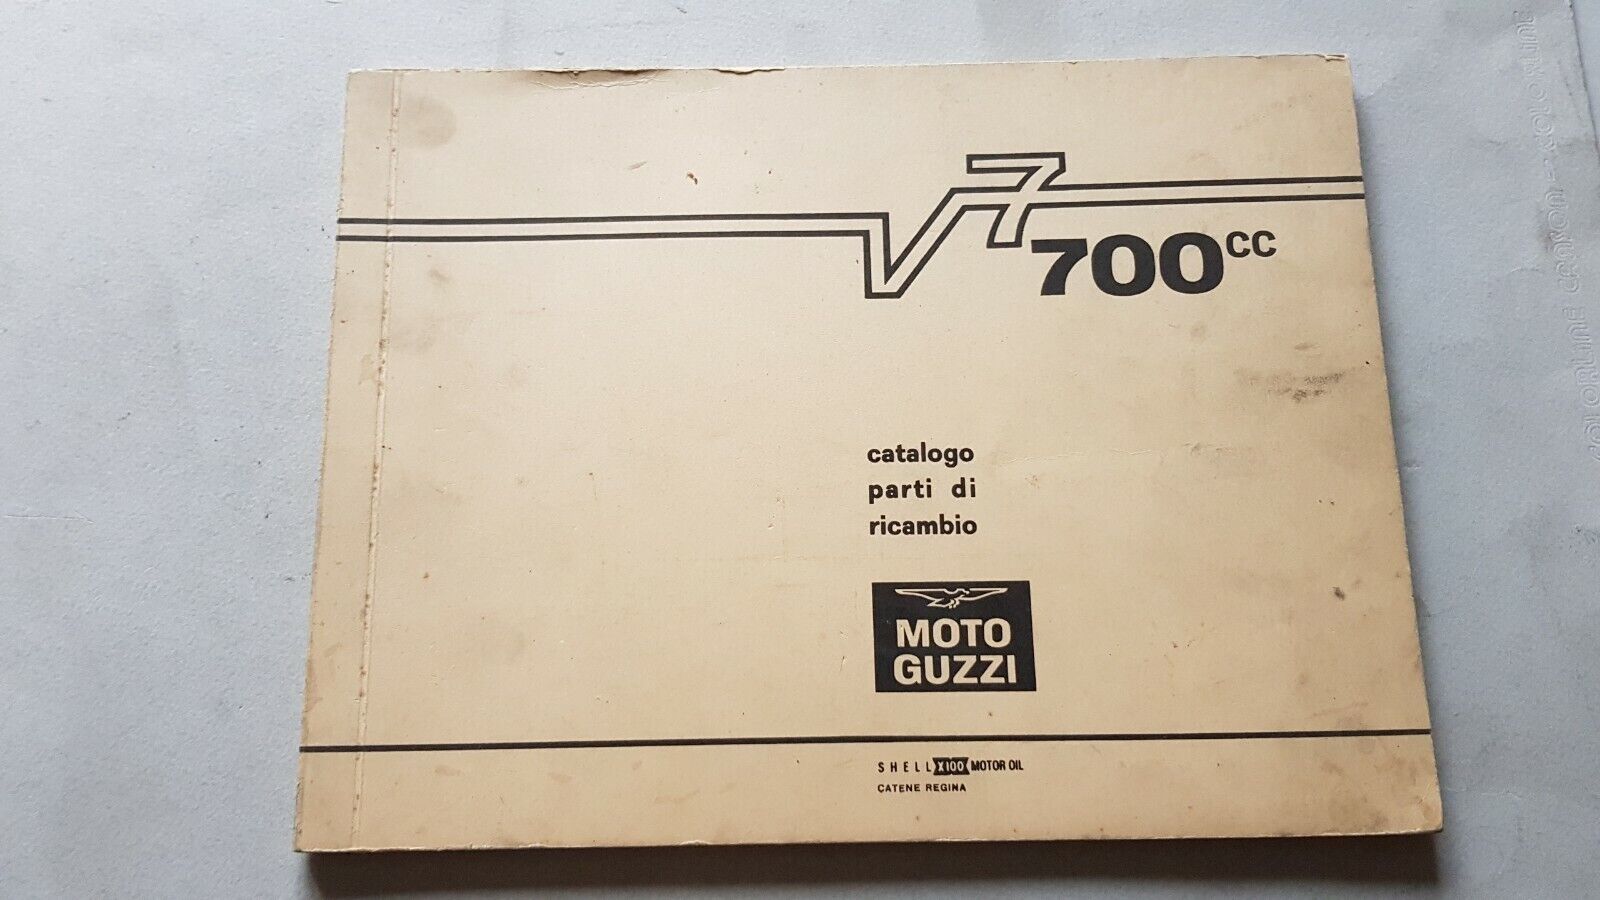 V7
700cc
catalogo
parti di
ricambio
MOTO
GUZZI
SHELL X100 MOTOR OIL
CATENE REGINA